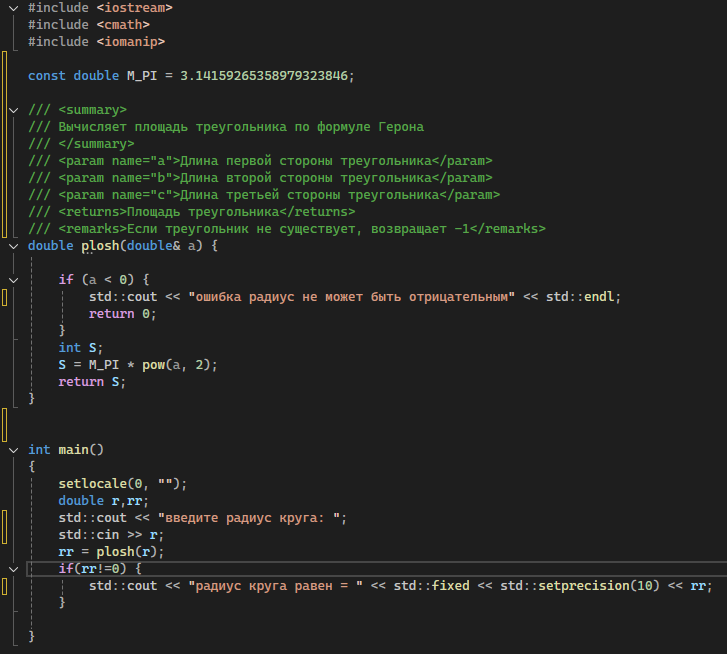 #include <iostream>
#include <cmath>
#include <iomanip>
const double M_PI = 3.14159265358979323846;
/// <summary>
/// Вычисляет площадь треугольника по формуле Герона
/// </summary>
/// <param name="a">Длина первой стороны треугольника</param>
/// <param name="b">Длина второй стороны треугольника</param>
/// <param name="c">Длина третьей стороны треугольника</param>
/// <returns>Площадь треугольника</returns>
/// <remarks>Если треугольник не существует, возвращает -1</remarks>
double plosh(double& a) {
if (a < 0) {
std::cout << "ошибка радиус не может быть отрицательным" << std::endl;
return 0;
}
int S;
S = M_PI * pow(a, 2);
return S;
}
int main()
{
setlocale(0, "");
double r,rr;
std::cout << "введите радиус круга: ";
std::cin >> r;
rr = plosh(r);
if(rr!=0) {
std::cout << "радиус круга равен = " << std::fixed << std::setprecision(10) << rr;
}
}